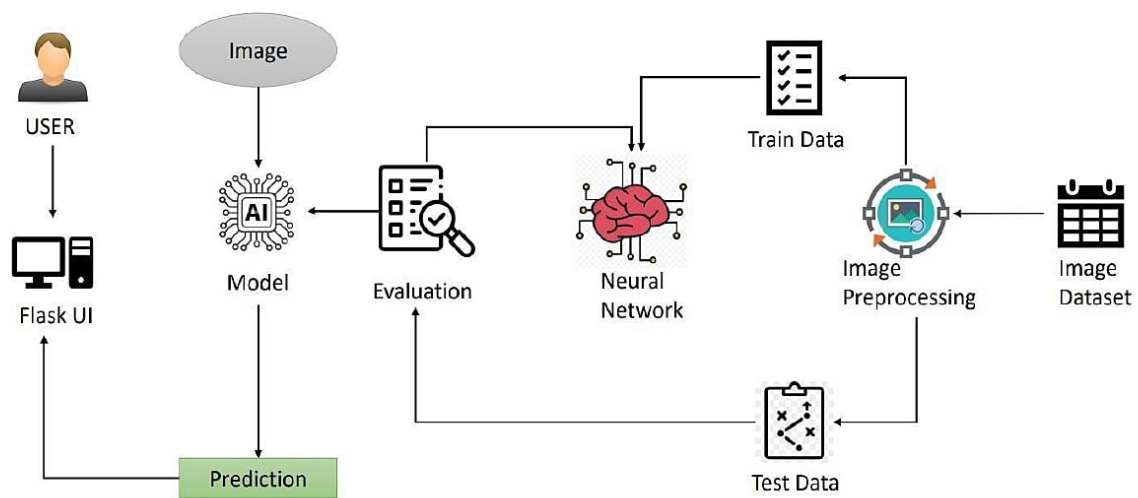 Image
USER
Train Data
AI
Flask UI
Model
Evaluation
Neural
Network
Image
Preprocessing
Image
Dataset
Prediction
Test Data